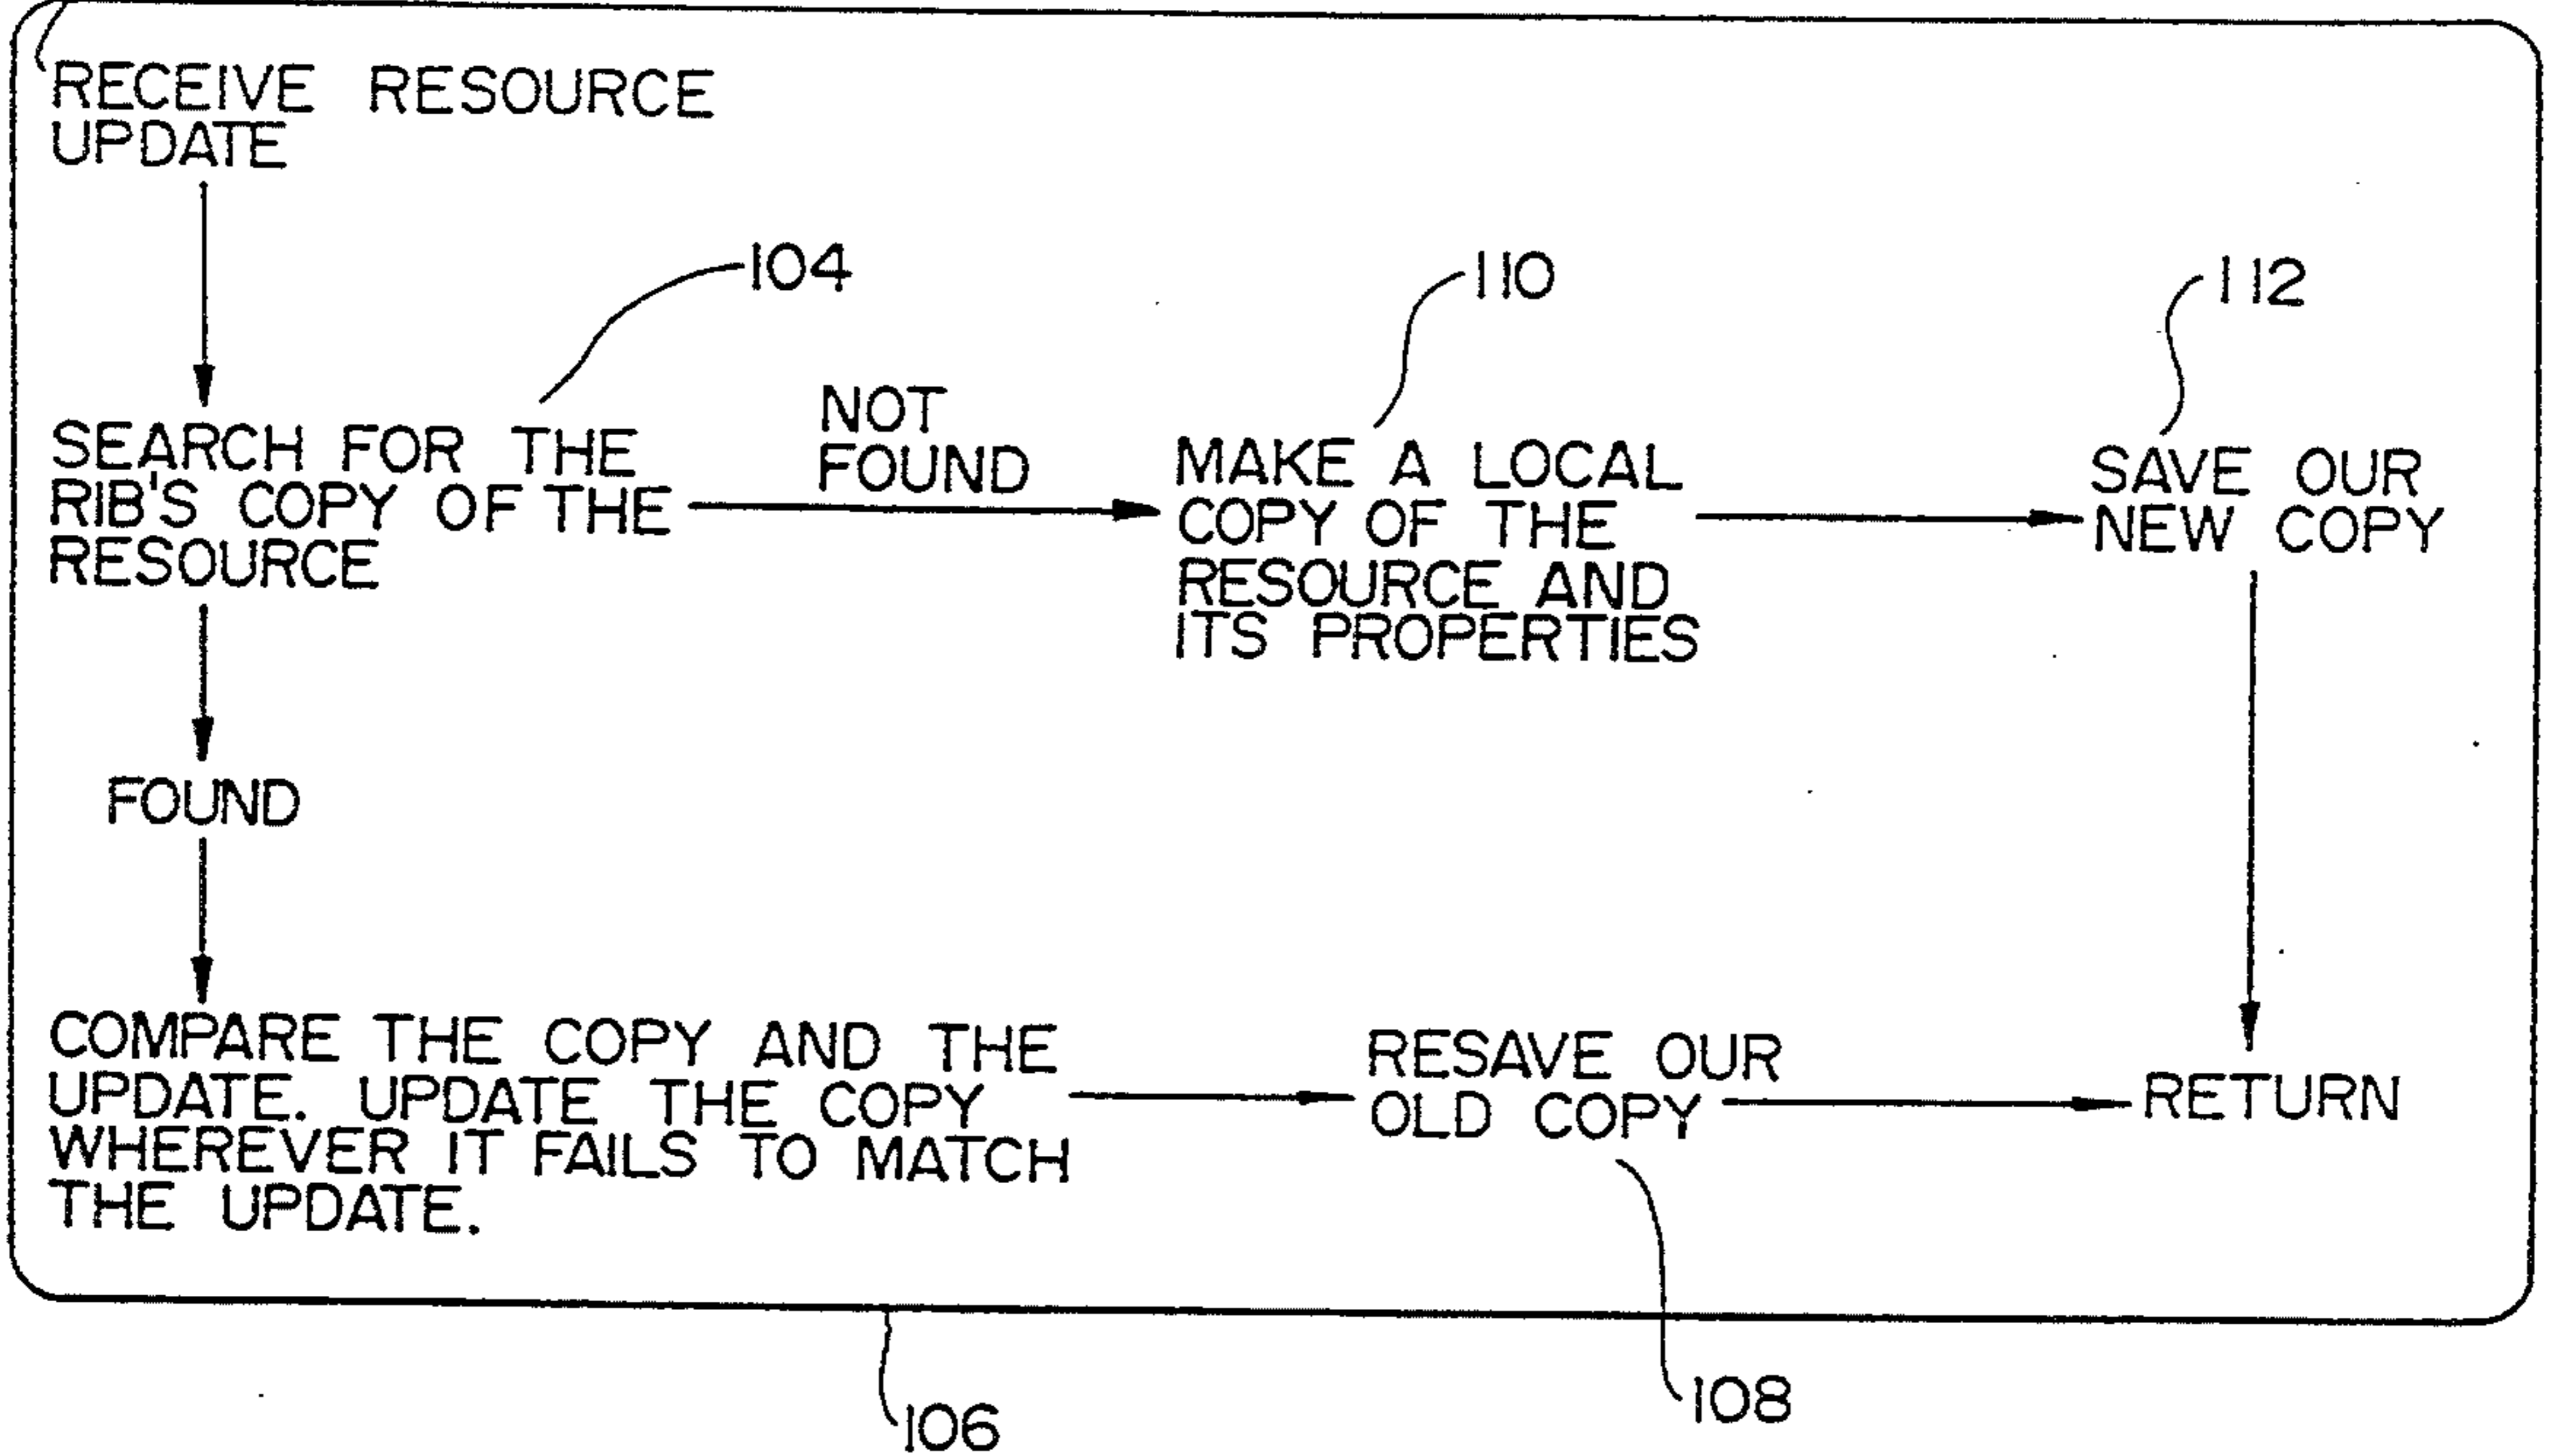 RECEIVE RESOURCE
UPDATE
104
110
112
NOT
FOUND
SEARCH FOR THE
RIB'S COPY OF THE
RESOURCE
MAKE A LOCAL
COPY OF THE
RESOURCE AND
ITS PROPERTIES
SAVE OUR
NEW COPY
FOUND
COMPARE THE COPY AND THE
UPDATE. UPDATE THE COPY
WHEREVER IT FAILS TO MATCH
THE UPDATE.
RESAVE OUR
OLD COPY
RETURN
106
108